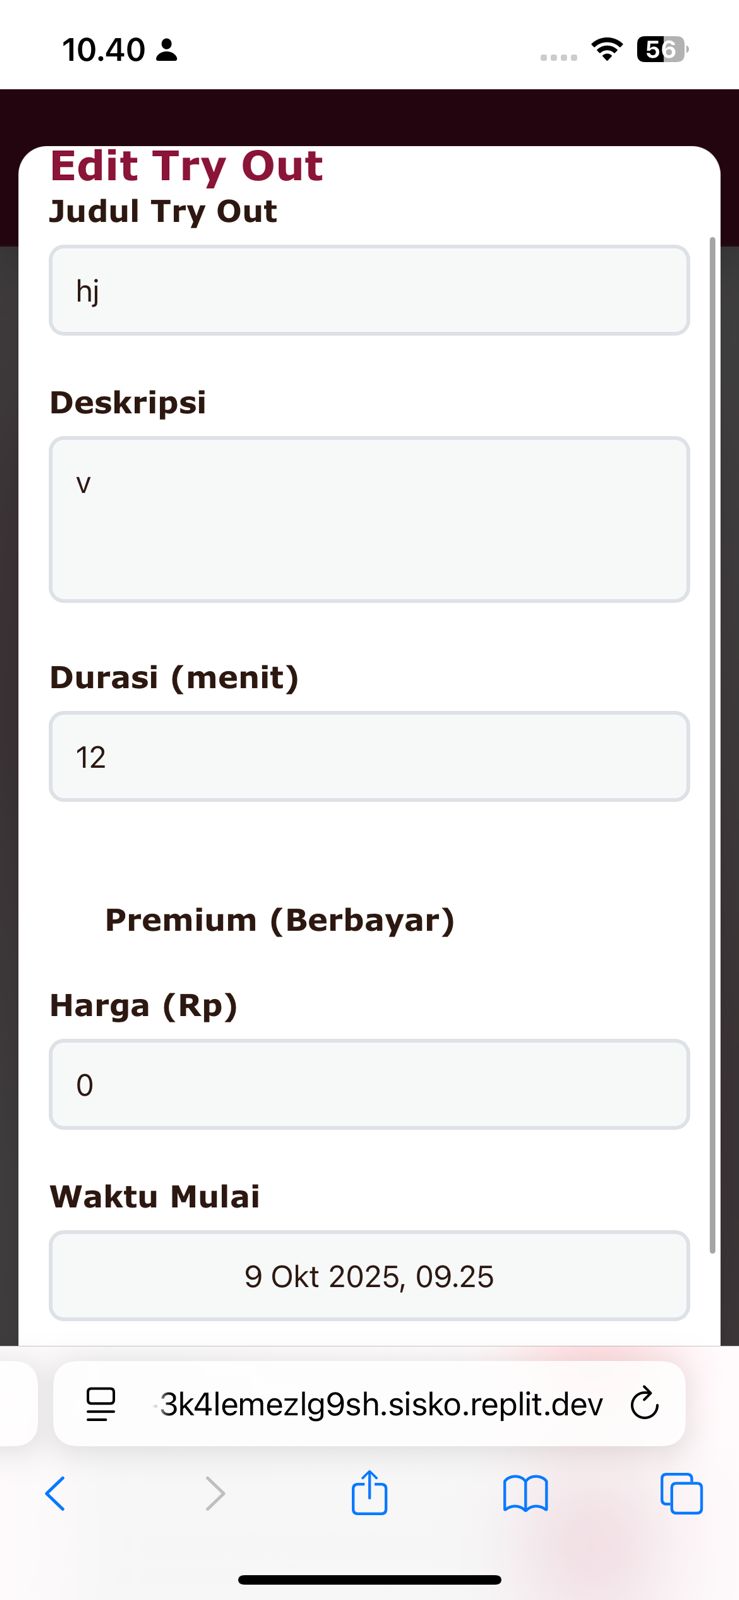 10.40
56
Edit Try Out
Judul Try Out
hj
Deskripsi
v
Durasi (menit)
12
Premium (Berbayar)
Harga (Rp)
0
Waktu Mulai
9 Okt 2025, 09.25
3k4lemezlg9sh.sisko.replit.dev